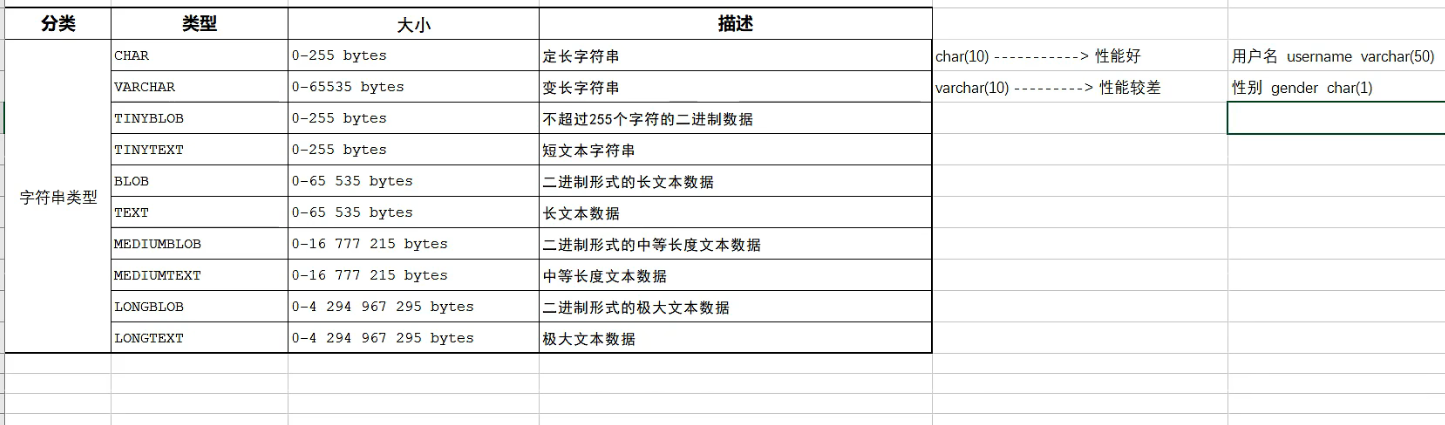 分类 类型 大小 描述
CHAR 0-255 bytes 定长字符串 char(10) -----------> 性能好 用户名 username varchar(50)
VARCHAR 0-65535 bytes 变长字符串 varchar(10) ---------> 性能较差 性别 gender char(1)
TINYBLOB 0-255 bytes 不超过255个字符的二进制数据
TINYTEXT 0-255 bytes 短文本字符串
BLOB 0-65 535 bytes 二进制形式的长文本数据
字符串类型
TEXT 0-65 535 bytes 长文本数据
MEDIUMBLOB 0-16 777 215 bytes 二进制形式的中等长度文本数据
MEDIUMTEXT 0-16 777 215 bytes 中等长度文本数据
LONGBLOB 0-4 294 967 295 bytes 二进制形式的极大文本数据
LONGTEXT 0-4 294 967 295 bytes 极大文本数据